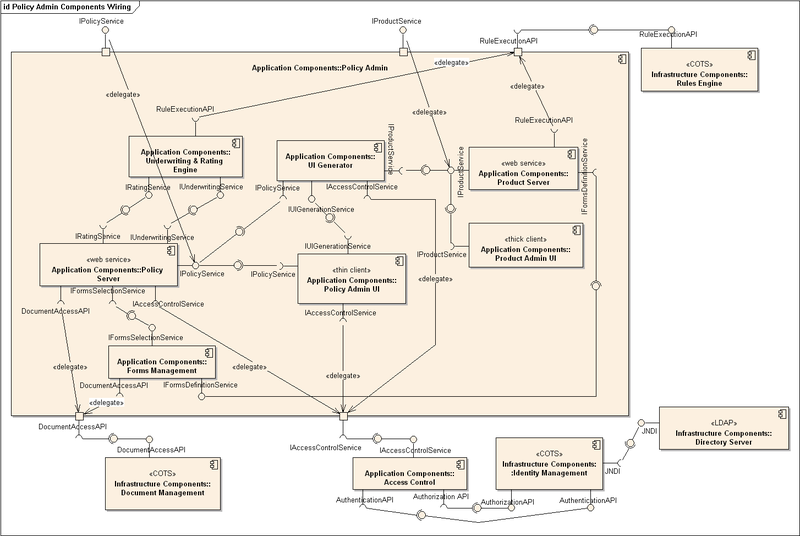 id Policy Admin Components Wiring
IPolicyService
IProductService
RuleExecutionAPI
RuleExecutionAPI
«COTS»
Infrastructure Components::
Rules Engine
Application Components::Policy Admin
«delegate»
«delegate»
«delegate»
«delegate»
RuleExecutionAPI
RuleExecutionAPI
Application Components::
Underwriting & Rating
Engine
Application Components::
UI Generator
IProductService
IProductService
«web service»
Application Components::
Product Server
IFormsDefinitionService
IRatingService
IUnderwritingService
IPolicyService
IAccessControlService
IUIGenerationService
IRatingService
IUnderwritingService
IUIGenerationService
IProductService
«thick client»
Application Components::
Product Admin UI
«web service»
Application Components::Policy
Server
IPolicyService
IPolicyService
«thin client»
Application Components::
Policy Admin UI
«delegate»
IFormsSelectionService
IAccessControlService
DocumentAccessAPI
IAccessControlService
IFormsSelectionService
Application Components::
Forms Management
«delegate»
«delegate»
«delegate»
DocumentAccessAPI
IFormsDefinitionService
«delegate»
DocumentAccessAPI
DocumentAccessAPI
IAccessControlService
IAccessControlService
«COTS»
Infrastructure Components::
Document Management
Application Components::
Access Control
«COTS»
Infrastructure Components:
:Identity Management
JNDI
JNDI
«LDAP»
Infrastructure Components::
Directory Server
AuthenticationAPI
Authorization API
AuthorizationAPI
AuthenticationAPI